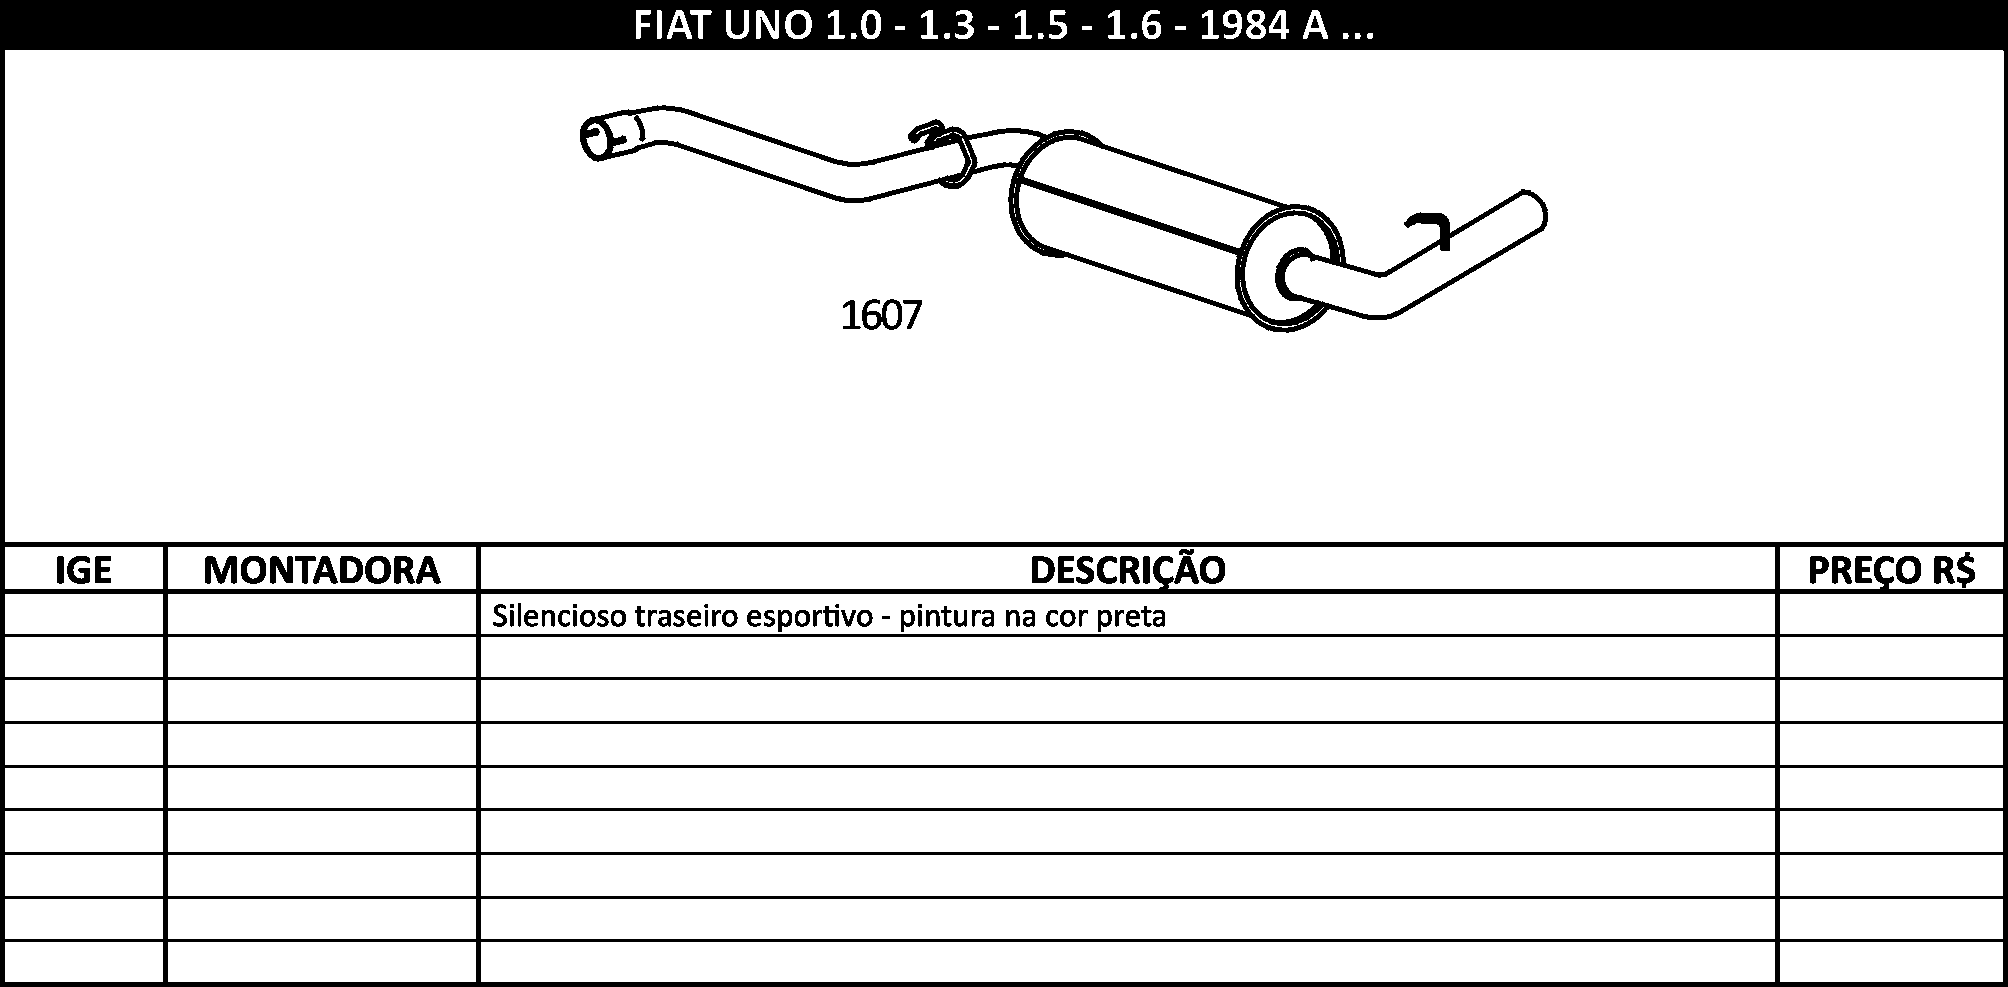 FIAT UNO 1.0 - 1.3 - 1.5 - 1.6 - 1984 A ...
1607
IGE MONTADORA DESCRIÇÃO PREÇO R$
Silencioso traseiro esportivo - pintura na cor preta